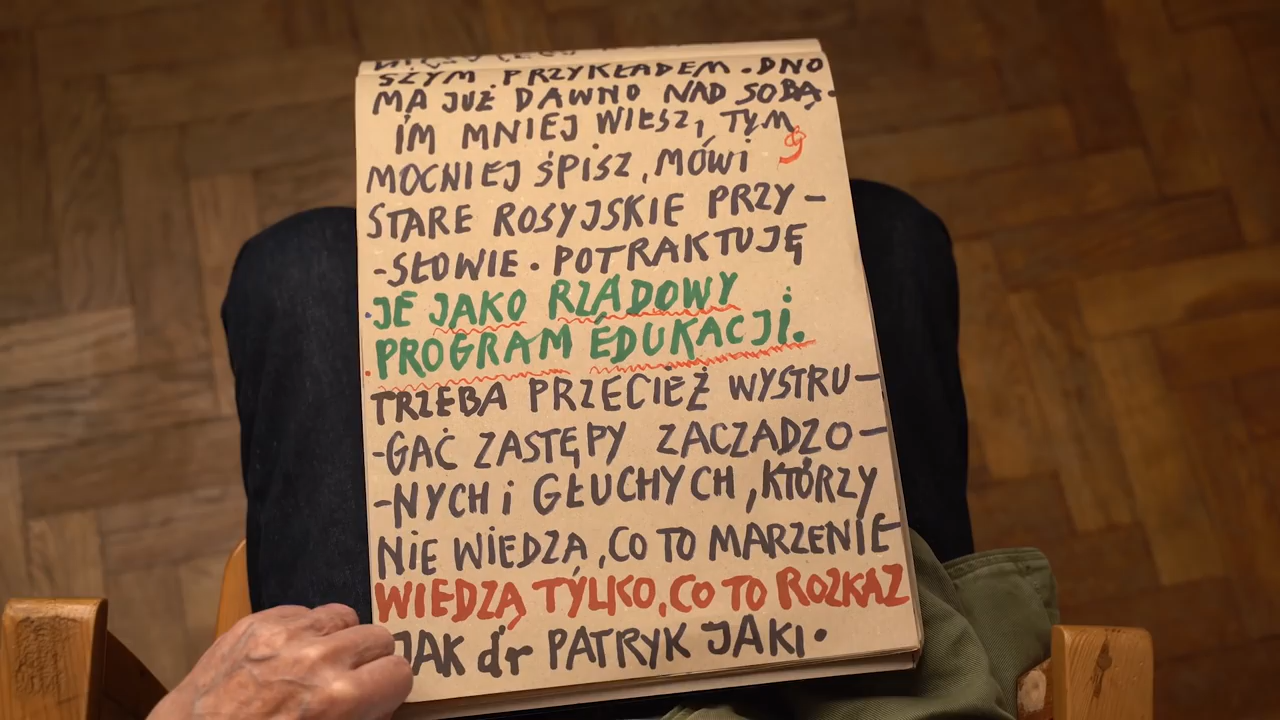 SZYM PRZYKŁADEM. DNO
MA JUŻ DAWNO NAD SOBĄ.
IM MNIEJ WIESZ, TYM
MOCNIEJ ŚPISZ, MÓWi
STARE ROSYJSKIE PRZY-
-SŁOWIE. POTRAKTUJĘ
JE JAKO RZĄDOWY
PROGRAM EDUKACJi.
TRZEBA PRZECIEŻ WYSTRU-
-GAĆ ZASTĘPY ZACZADZO-
-NYCH i GŁUCHYCH, KTÓRZY
NiE WiEDZĄ, CO TO MARZENIE
WIEDZĄ TYLKO, CO TO ROZKAZ
JAK dr PATRYK JAKI.